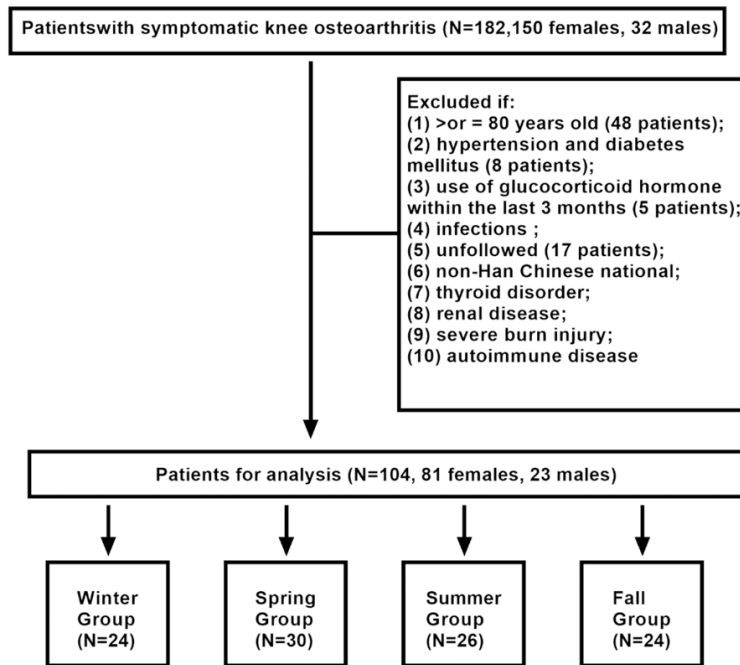 Patientswith symptomatic knee osteoarthritis (N=182,150 females, 32 males)
Excluded if:
(1) >or = 80 years old (48 patients);
(2) hypertension and diabetes
mellitus (8 patients);
(3) use of glucocorticoid hormone
within the last 3 months (5 patients);
(4) infections ;
(5) unfollowed (17 patients);
(6) non-Han Chinese national;
(7) thyroid disorder;
(8) renal disease;
(9) severe burn injury;
(10) autoimmune disease
Patients for analysis (N=104, 81 females, 23 males)
Winter
Group
(N=24)
Spring
Group
(N=30)
Summer
Group
(N=26)
Fall
Group
(N=24)